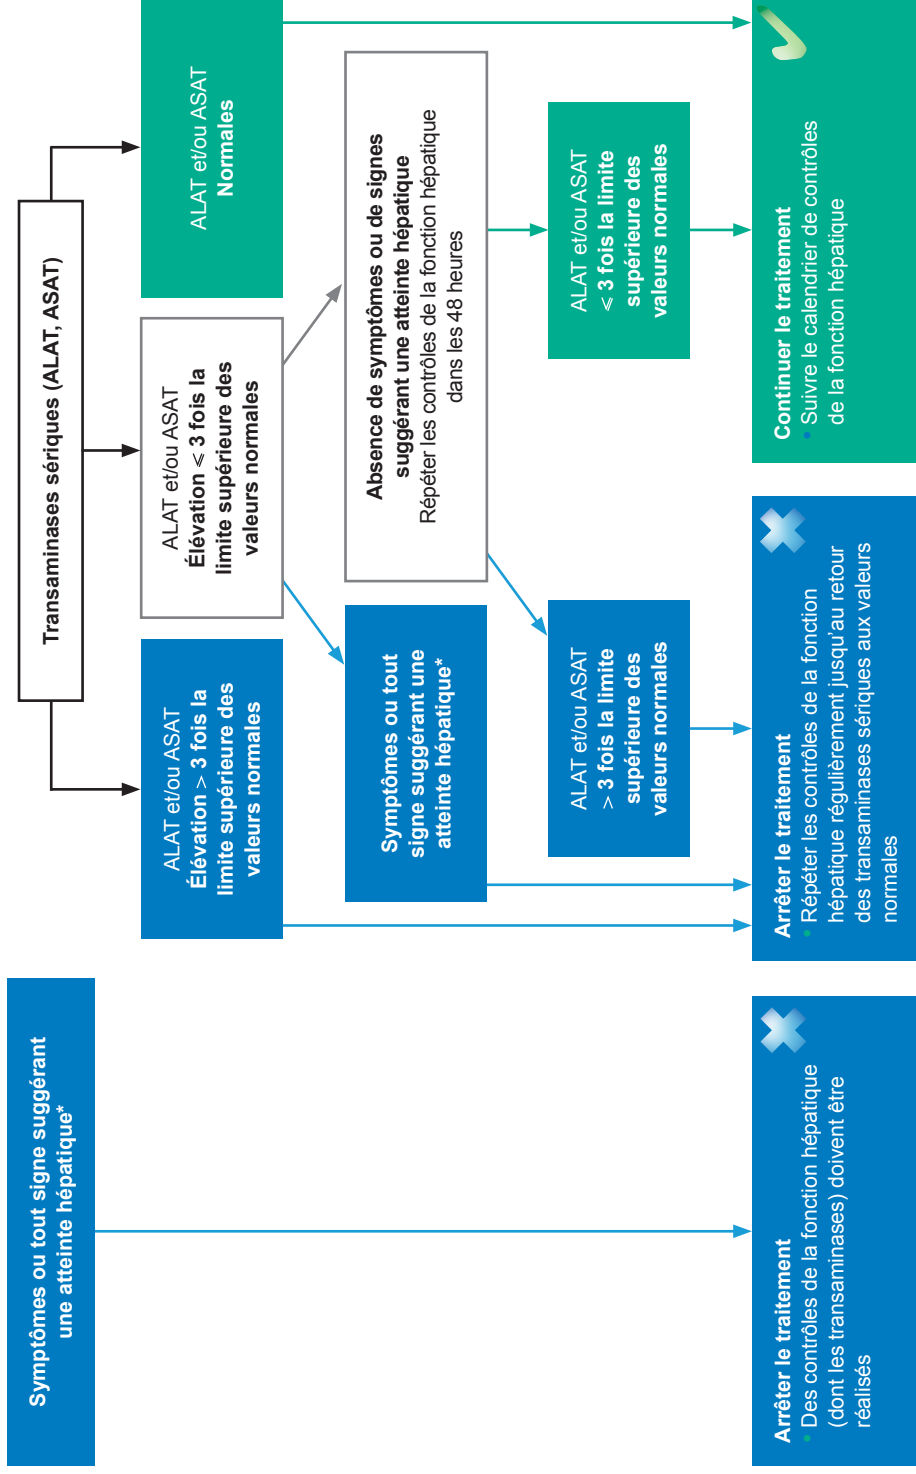 Symptômes ou tout signe suggérant
une atteinte hépatique*
Transaminases sériques (ALAT, ASAT)
ALAT et/ou ASAT
Élévation > 3 fois la
limite supérieure des
valeurs normales
ALAT et/ou ASAT
Élévation ⩽ 3 fois la
limite supérieure des
valeurs normales
ALAT et/ou ASAT
Normales
Symptômes ou tout
signe suggérant une
atteinte hépatique*
Absence de symptômes ou de signes
suggérant une atteinte hépatique
Répéter les contrôles de la fonction hépatique
dans les 48 heures
ALAT et/ou ASAT
> 3 fois la limite
supérieure des
valeurs normales
ALAT et/ou ASAT
⩽ 3 fois la limite
supérieure des
valeurs normales
Arrêter le traitement
• Des contrôles de la fonction hépatique
(dont les transaminases) doivent être
réalisés
Arrêter le traitement
• Répéter les contrôles de la fonction
hépatique régulièrement jusqu'au retour
des transaminases sériques aux valeurs
normales
Continuer le traitement
• Suivre le calendrier de contrôles
de la fonction hépatique